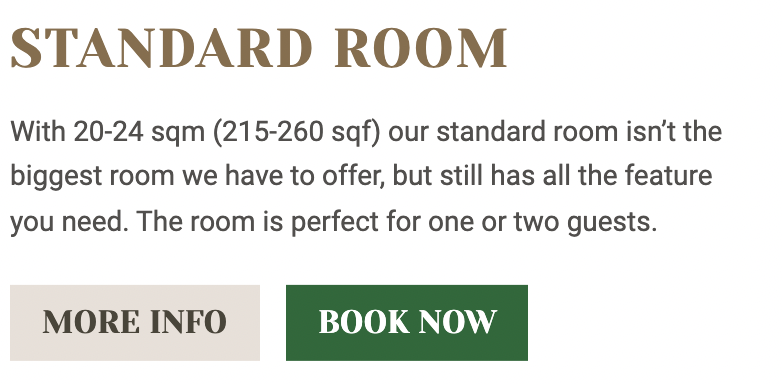 STANDARD ROOM
With 20-24 sqm (215-260 sqf) our standard room isn’t the
biggest room we have to offer, but still has all the feature
you need. The room is perfect for one or two guests.
MORE INFO
BOOK NOW